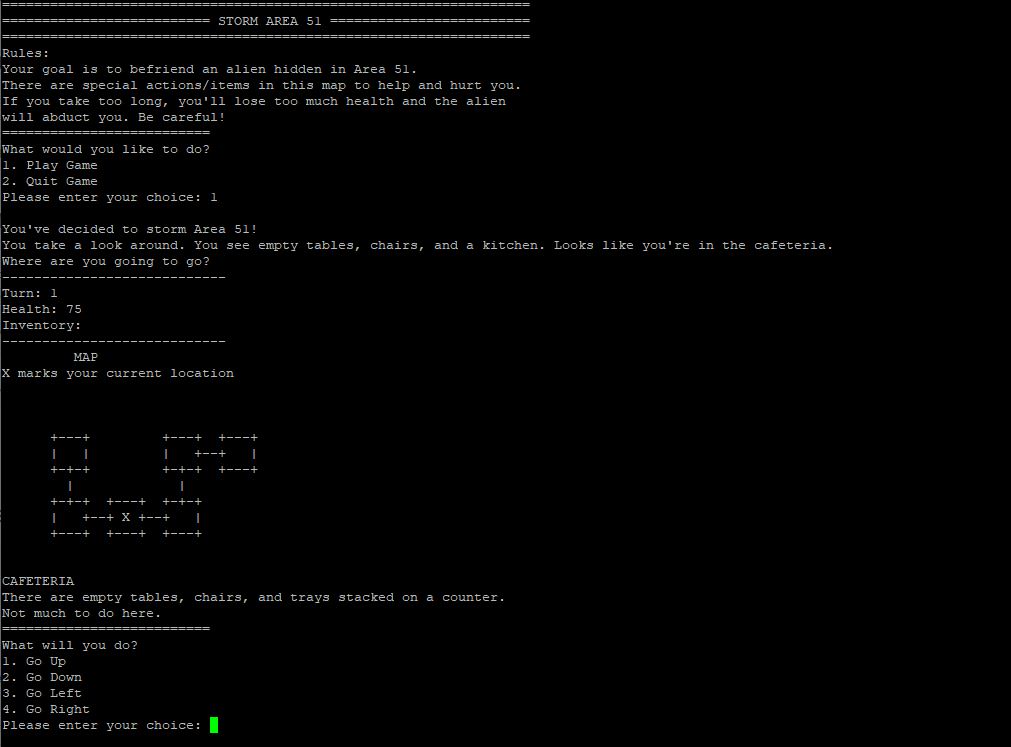 ==================================================================
========================== STORM AREA 51 =========================
==================================================================
Rules:
Your goal is to befriend an alien hidden in Area 51.
There are special actions/items in this map to help and hurt you.
If you take too long, you'll lose too much health and the alien
will abduct you. Be careful!
==========================
What would you like to do?
1. Play Game
2. Quit Game
Please enter your choice: 1

You've decided to storm Area 51!
You take a look around. You see empty tables, chairs, and a kitchen. Looks like you're in the cafeteria.
Where are you going to go?
----------------------------
Turn: 1
Health: 75
Inventory:
----------------------------
         MAP
X marks your current location

      +---+         +---+  +---+
      |   |         |   +--+   |
      +-+-+         +-+-+  +---+
        |             |
      +-+-+  +---+  +-+-+
      |   +--+ X +--+   |
      +---+  +---+  +---+

CAFETERIA
There are empty tables, chairs, and trays stacked on a counter.
Not much to do here.
==========================
What will you do?
1. Go Up
2. Go Down
3. Go Left
4. Go Right
Please enter your choice: